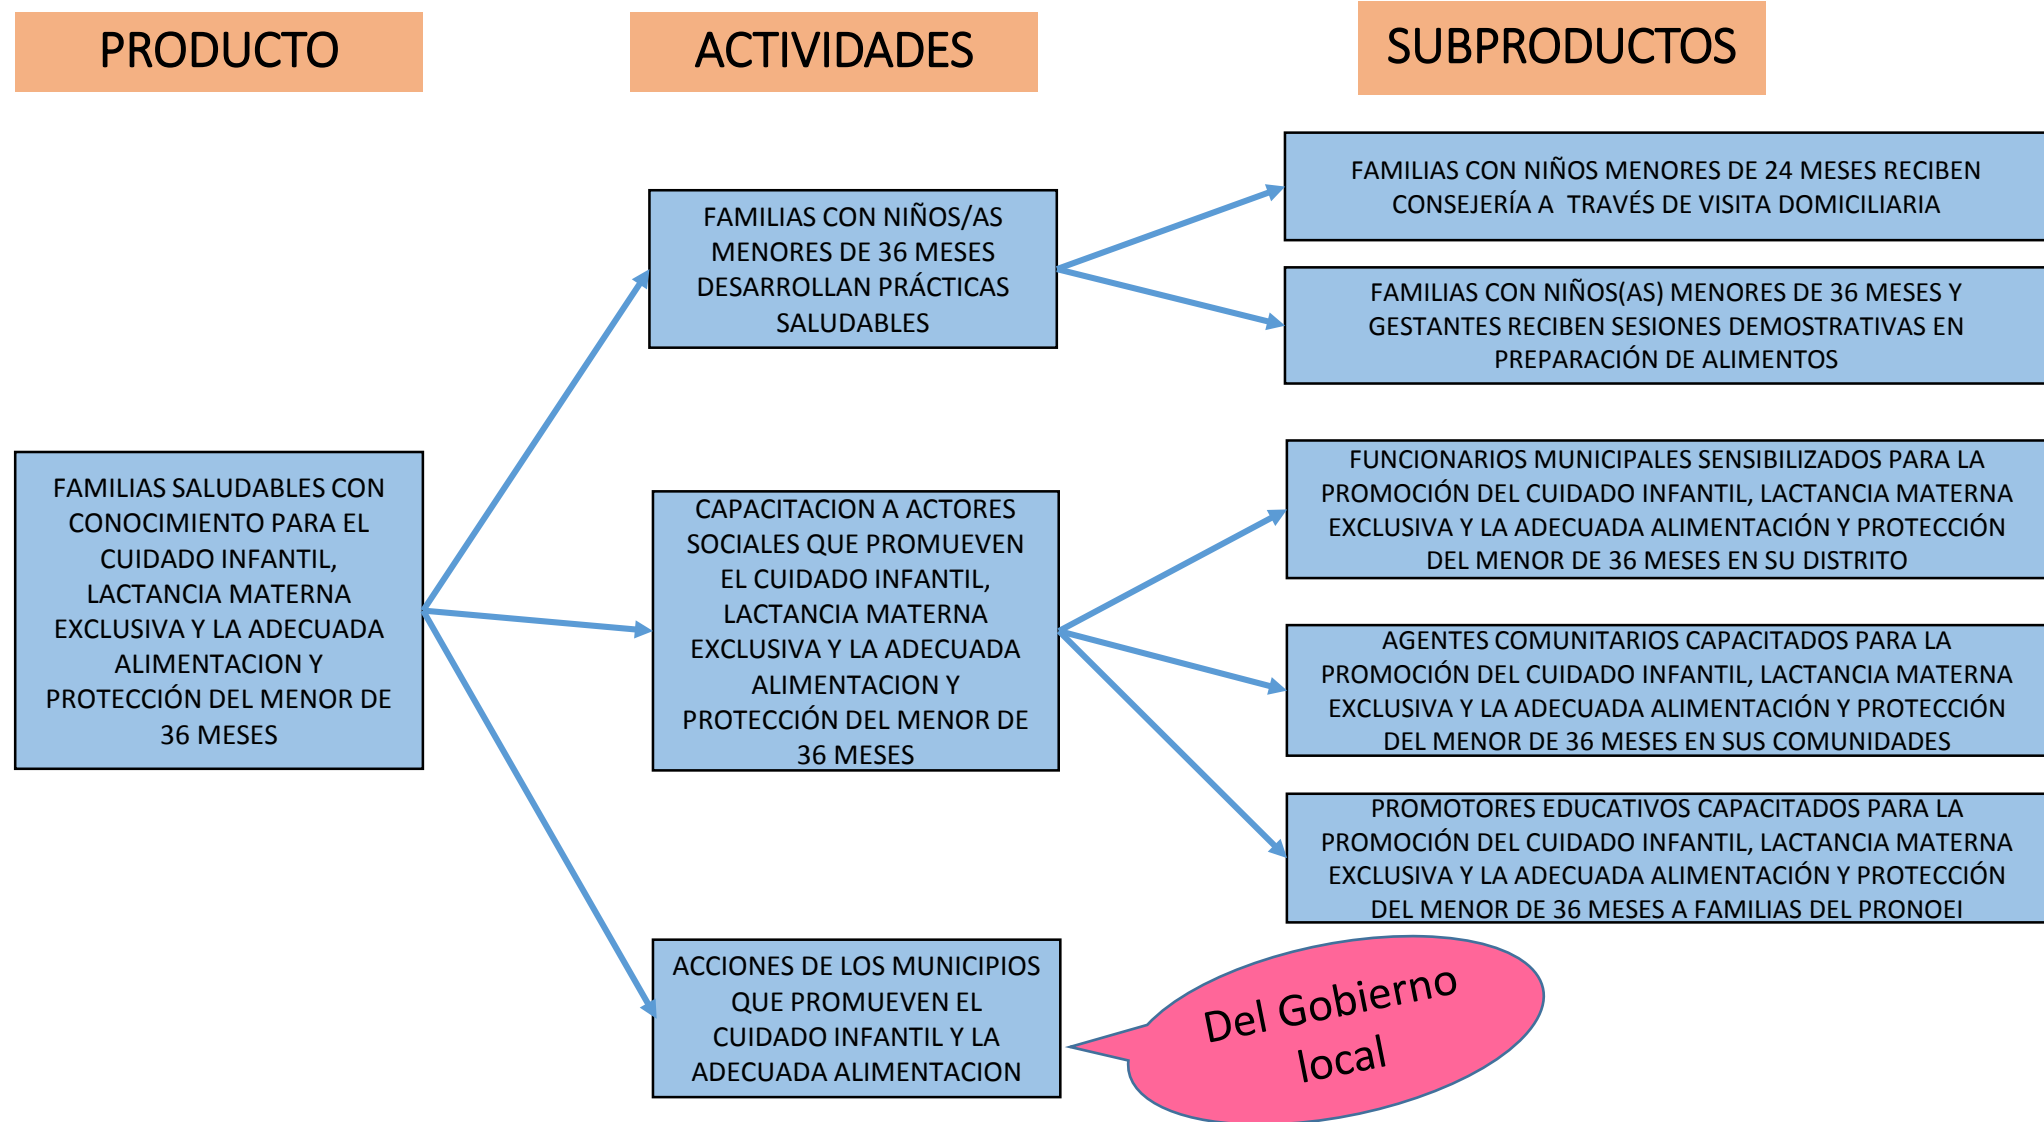 PRODUCTO
ACTIVIDADES
SUBPRODUCTOS
FAMILIAS SALUDABLES CON
CONOCIMIENTO PARA EL
CUIDADO INFANTIL,
LACTANCIA MATERNA
EXCLUSIVA Y LA ADECUADA
ALIMENTACION Y
PROTECCIÓN DEL MENOR DE
36 MESES
FAMILIAS CON NIÑOS/AS
MENORES DE 36 MESES
DESARROLLAN PRÁCTICAS
SALUDABLES
CAPACITACION A ACTORES
SOCIALES QUE PROMUEVEN
EL CUIDADO INFANTIL,
LACTANCIA MATERNA
EXCLUSIVA Y LA ADECUADA
ALIMENTACION Y
PROTECCIÓN DEL MENOR DE
36 MESES
ACCIONES DE LOS MUNICIPIOS
QUE PROMUEVEN EL
CUIDADO INFANTIL Y LA
ADECUADA ALIMENTACION
FAMILIAS CON NIÑOS MENORES DE 24 MESES RECIBEN
CONSEJERÍA A TRAVÉS DE VISITA DOMICILIARIA
FAMILIAS CON NIÑOS(AS) MENORES DE 36 MESES Y
GESTANTES RECIBEN SESIONES DEMOSTRATIVAS EN
PREPARACIÓN DE ALIMENTOS
FUNCIONARIOS MUNICIPALES SENSIBILIZADOS PARA LA
PROMOCIÓN DEL CUIDADO INFANTIL, LACTANCIA MATERNA
EXCLUSIVA Y LA ADECUADA ALIMENTACIÓN Y PROTECCIÓN
DEL MENOR DE 36 MESES EN SU DISTRITO
AGENTES COMUNITARIOS CAPACITADOS PARA LA
PROMOCIÓN DEL CUIDADO INFANTIL, LACTANCIA MATERNA
EXCLUSIVA Y LA ADECUADA ALIMENTACIÓN Y PROTECCIÓN
DEL MENOR DE 36 MESES EN SUS COMUNIDADES
PROMOTORES EDUCATIVOS CAPACITADOS PARA LA
PROMOCIÓN DEL CUIDADO INFANTIL, LACTANCIA MATERNA
EXCLUSIVA Y LA ADECUADA ALIMENTACIÓN Y PROTECCIÓN
DEL MENOR DE 36 MESES A FAMILIAS DEL PRONOEI
Del Gobierno
local